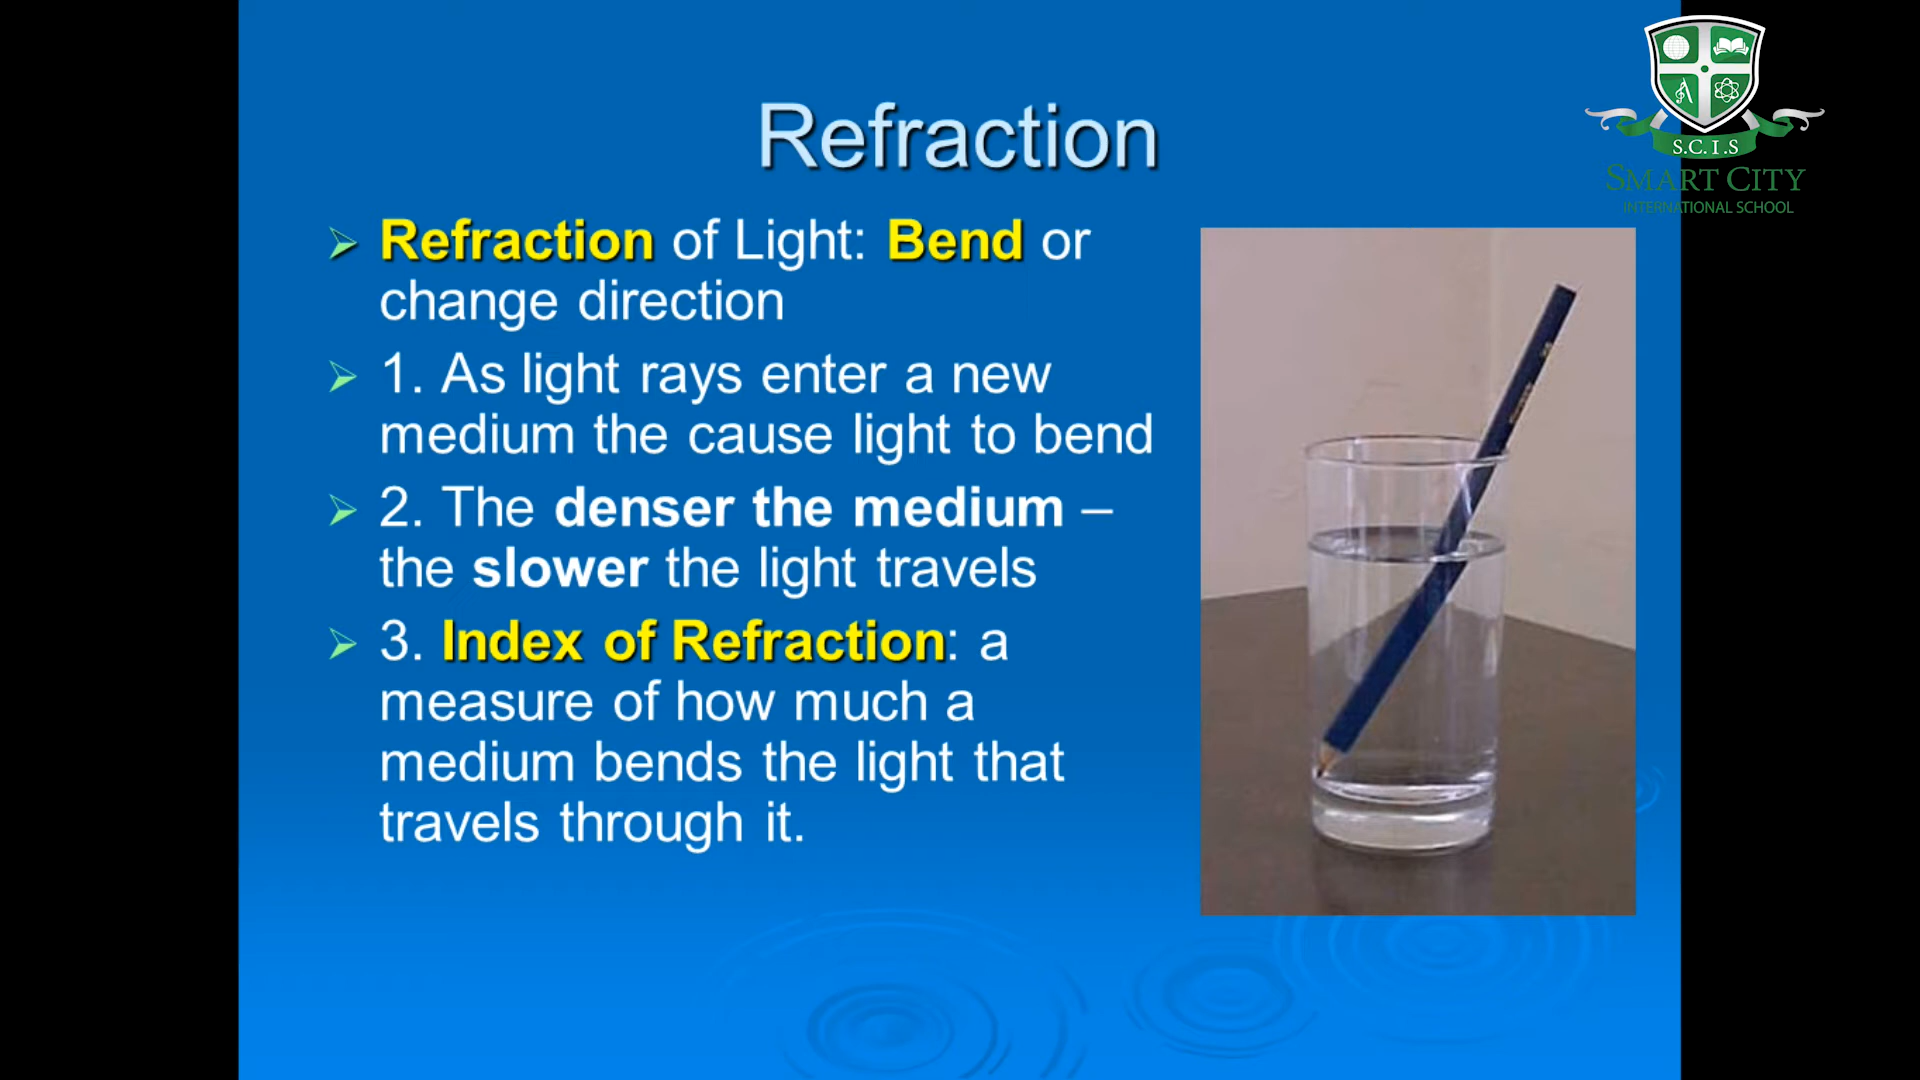 Refraction
Refraction of Light: Bend or
change direction
1. As light rays enter a new
medium the cause light to bend
2. The denser the medium –
the slower the light travels
3. Index of Refraction: a
measure of how much a
medium bends the light that
travels through it.
S.C.I.S
SMART CITY
INTERNATIONAL SCHOOL